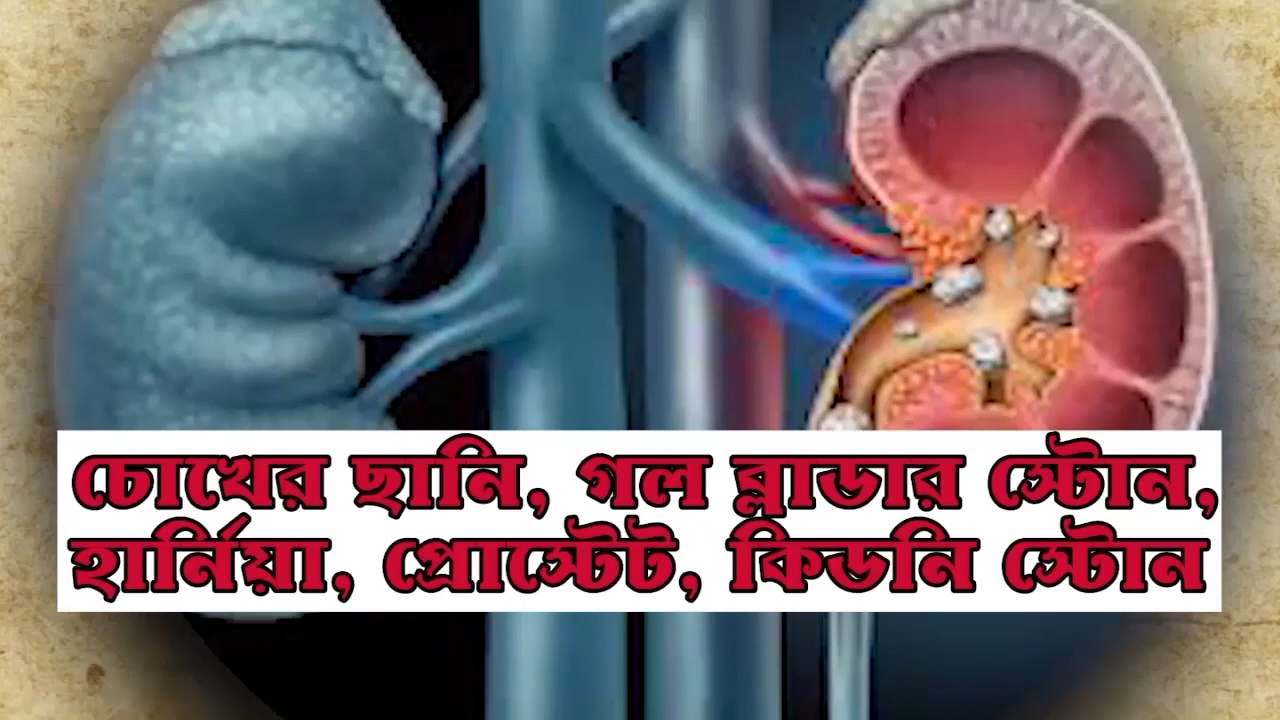 চোখের ছানি, গল ব্লাডার স্টোন,
হার্নিয়া, প্রোস্টেট, কিডনি স্টোন